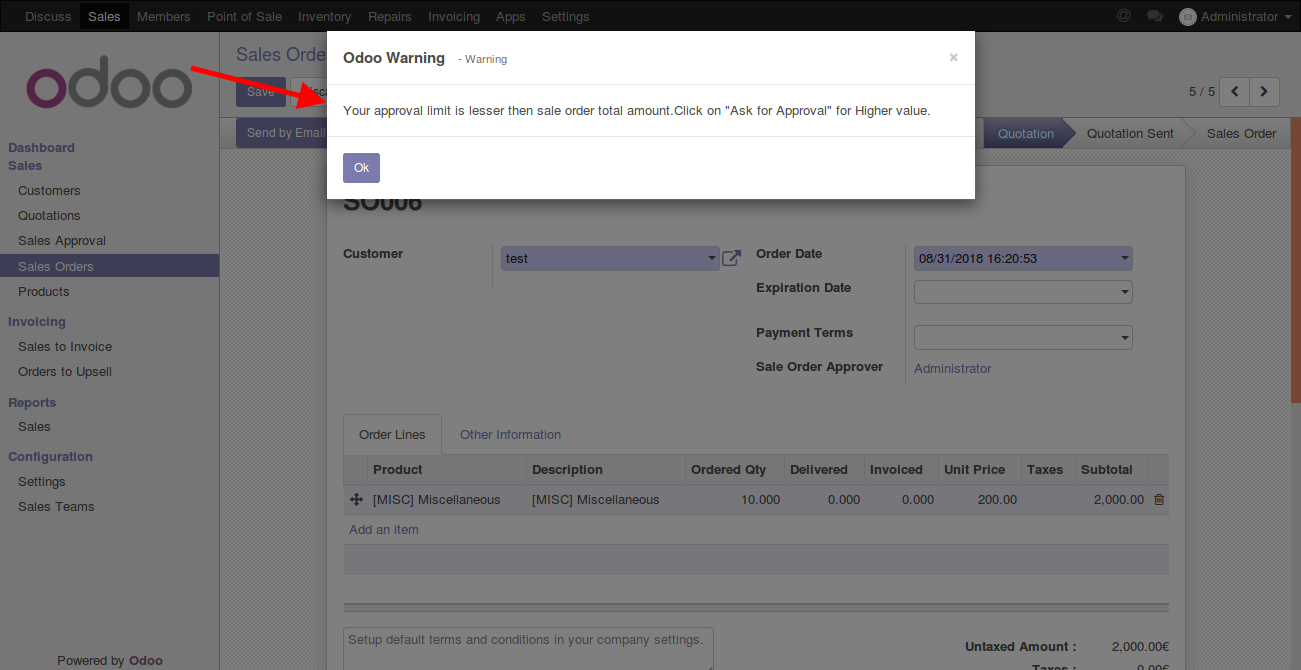 Discuss Sales Members Point of Sale Inventory Repairs Invoicing Apps Settings @ Administrator
odoo
Dashboard
Sales
Customers
Quotations
Sales Approval
Sales Orders
Products
Invoicing
Sales to Invoice
Orders to Upsell
Reports
Sales
Configuration
Settings
Sales Teams
Powered by Odoo
Sales Orde
Save
5 / 5
Send by Email
Quotation Quotation Sent Sales Order
Odoo Warning - Warning ×
Your approval limit is lesser then sale order total amount.Click on "Ask for Approval" for Higher value.
Ok
SO006
Customer test
Order Date 08/31/2018 16:20:53
Expiration Date
Payment Terms
Sale Order Approver Administrator
Order Lines Other Information
Product Description Ordered Qty Delivered Invoiced Unit Price Taxes Subtotal
[MISC] Miscellaneous [MISC] Miscellaneous 10.000 0.000 0.000 200.00 2,000.00
Add an item
Setup default terms and conditions in your company settings.
Untaxed Amount : 2,000.00€
Taxes : 0.00€